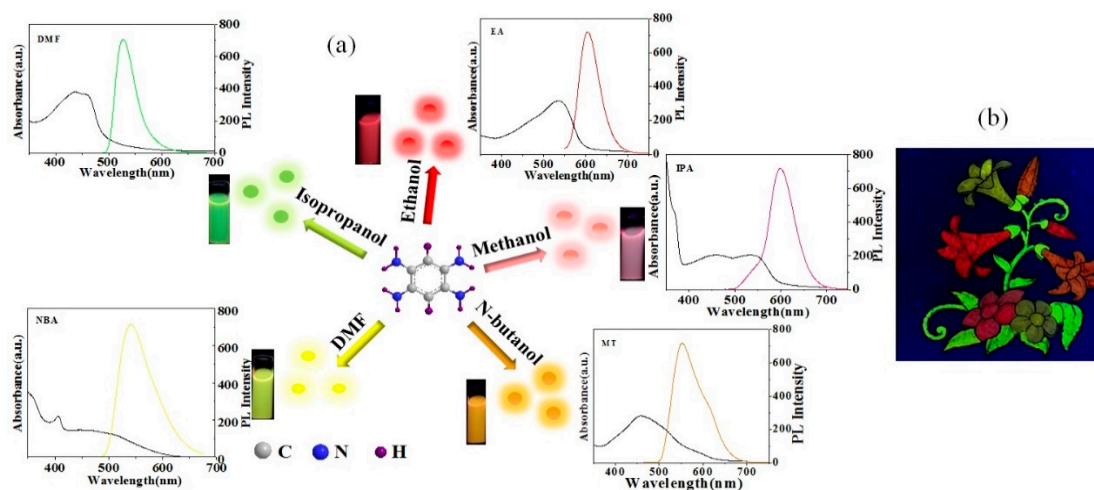 (a)
DMF
Absorbance(a.u.)
PL Intensity
800
600
400
200
0
400 500 600 700
Wavelength(nm)
EA
Absorbance(a.u.)
PL Intensity
800
600
400
200
0
400 500 600 700
Wavelength(nm)
(b)
IPA
Absorbance(a.u.)
PL Intensity
800
600
400
200
0
400 500 600 700
Wavelength(nm)
Isopropanol
Ethanol
Methanol
DMF
N-butanol
NBA
Absorbance(a.u.)
PL Intensity
800
600
400
200
0
400 500 600 700
Wavelength(nm)
MT
Absorbance(a.u.)
PL Intensity
800
600
400
200
0
400 500 600 700
Wavelength(nm)
C N H